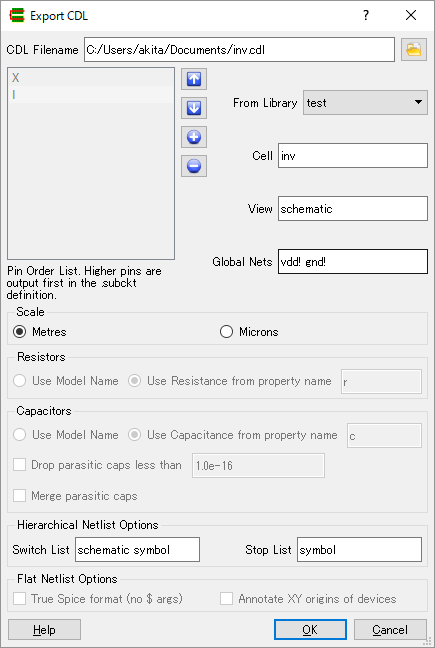 Export CDL
CDL Filename C:/Users/akita/Documents/inv.cdl
X
I
From Library test
Cell inv
View schematic
Global Nets vdd! gnd!
Pin Order List. Higher pins are
output first in the .subckt
definition.
Scale
Metres Microns
Resistors
Use Model Name Use Resistance from property name r
Capacitors
Use Model Name Use Capacitance from property name c
Drop parasitic caps less than 1.0e-16
Merge parasitic caps
Hierarchical Netlist Options
Switch List schematic symbol Stop List symbol
Flat Netlist Options
True Spice format (no $ args) Annotate XY origins of devices
Help OK Cancel